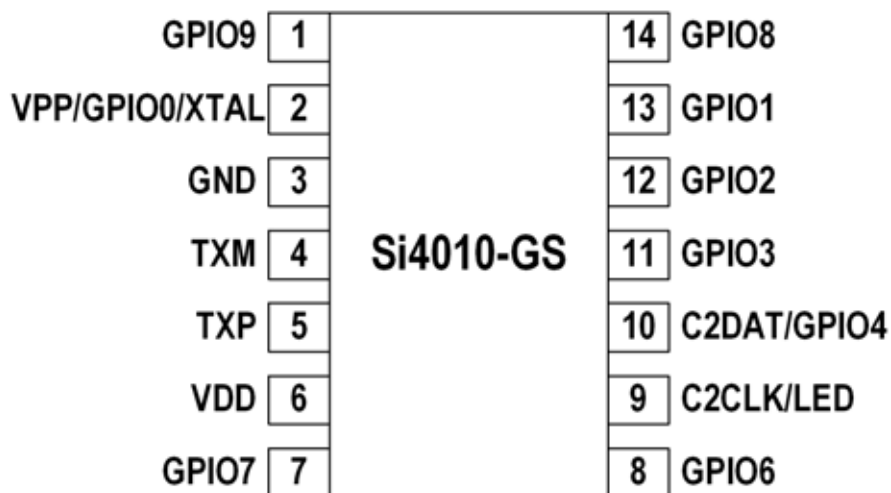 GPIO9 1 14 GPIO8
VPP/GPIO0/XTAL 2 13 GPIO1
GND 3 12 GPIO2
TXM 4 Si4010-GS 11 GPIO3
TXP 5 10 C2DAT/GPIO4
VDD 6 9 C2CLK/LED
GPIO7 7 8 GPIO6